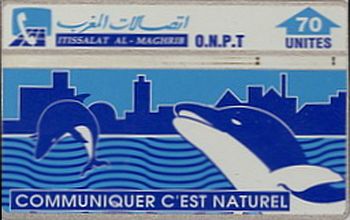 اتصالات المغرب
ITISSALAT AL-MAGHRIB O.N.P.T
70
UNITES
COMMUNIQUER C'EST NATUREL